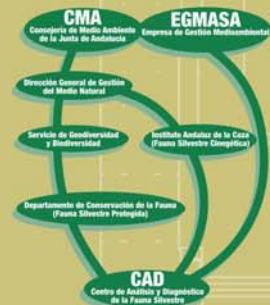 CMA
Consejería de Medio Ambiente
de la Junta de Andalucía
EGMASA
Empresa de Gestión Medioambiental
Dirección General de Gestión
del Medio Natural
Servicio de Geodiversidad
y Biodiversidad
Instituto Andaluz de la Caza
(Fauna Silvestre Cinegética)
Departamento de Conservación de la Fauna
(Fauna Silvestre Protegida)
CAD
Centro de Análisis y Diagnóstico
de la Fauna Silvestre